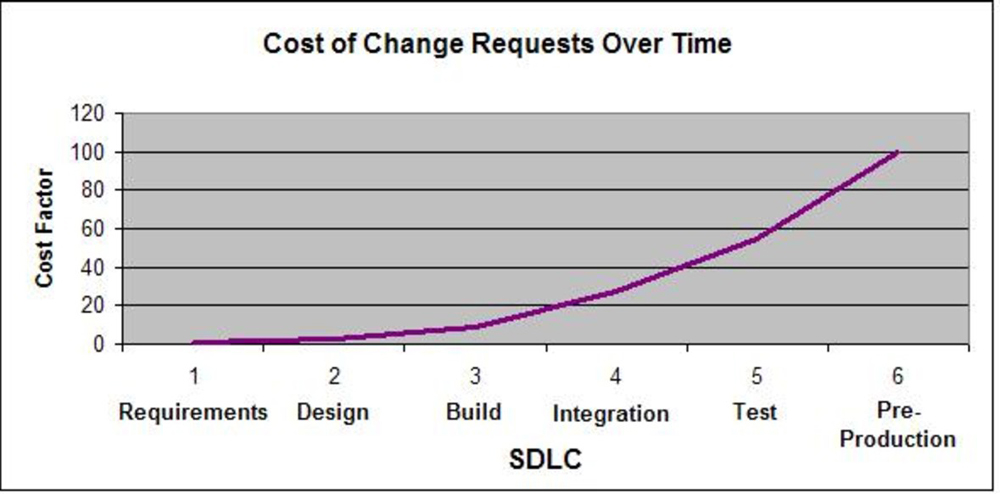 Cost of Change Requests Over Time
120
100
80
60
40
20
0
Cost Factor
1 2 3 4 5 6
Requirements Design Build Integration Test Pre-
Production
SDLC